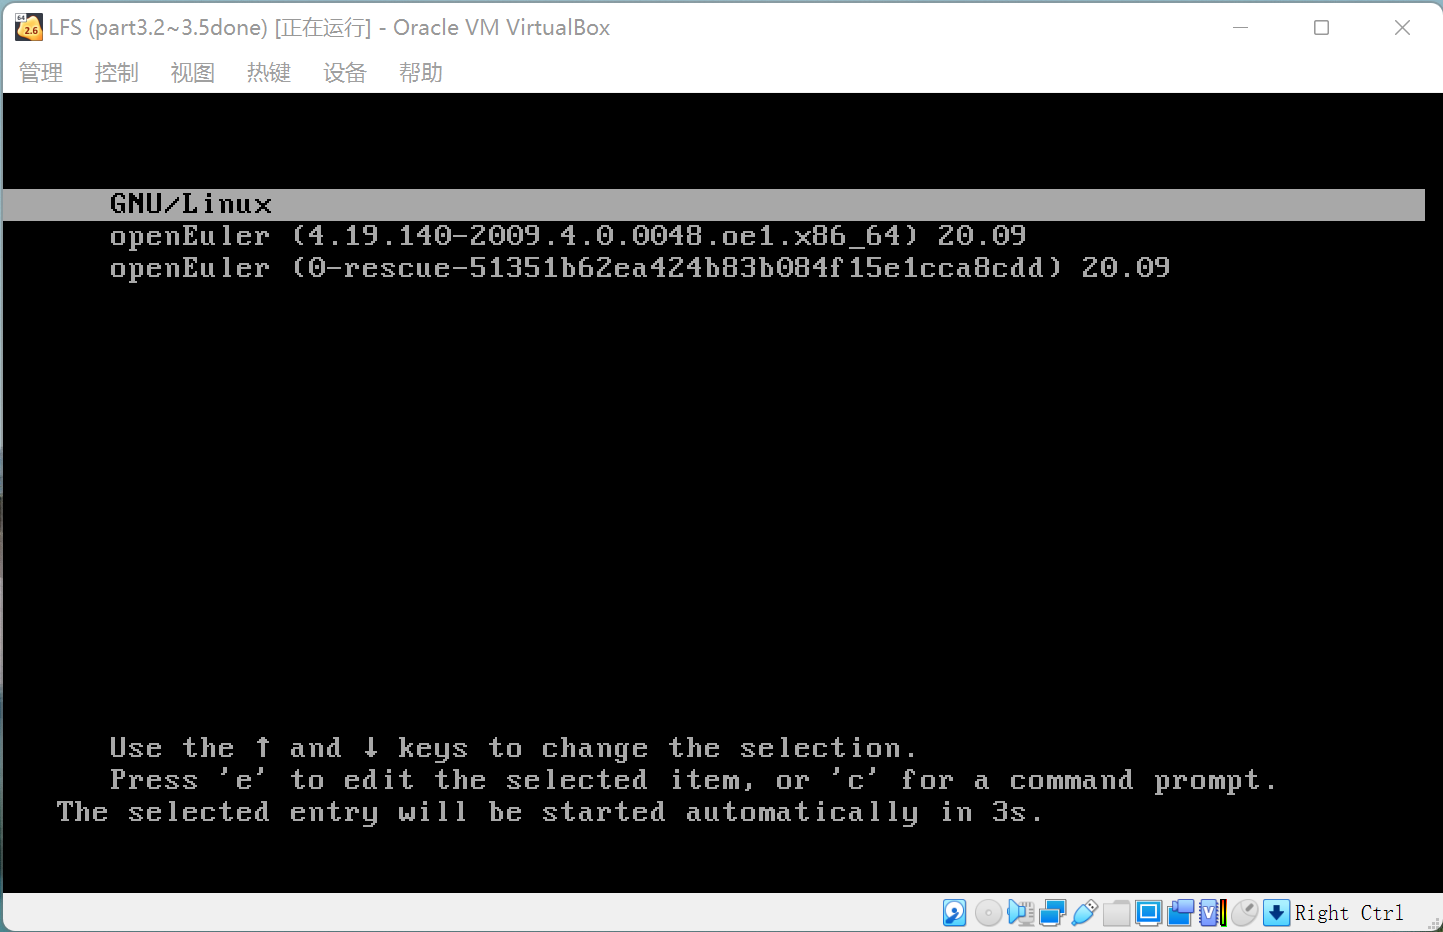 LFS (part3.2~3.5done) [正在运行] - Oracle VM VirtualBox
管理 控制 视图 热键 设备 帮助
GNU/Linux
openEuler (4.19.140-2009.4.0.0048.oe1.x86_64) 20.09
openEuler (0-rescue-51351b62ea424b83b084f15e1cca8cdd) 20.09
Use the ↑ and ↓ keys to change the selection.
Press 'e' to edit the selected item, or 'c' for a command prompt.
The selected entry will be started automatically in 3s.
Right Ctrl